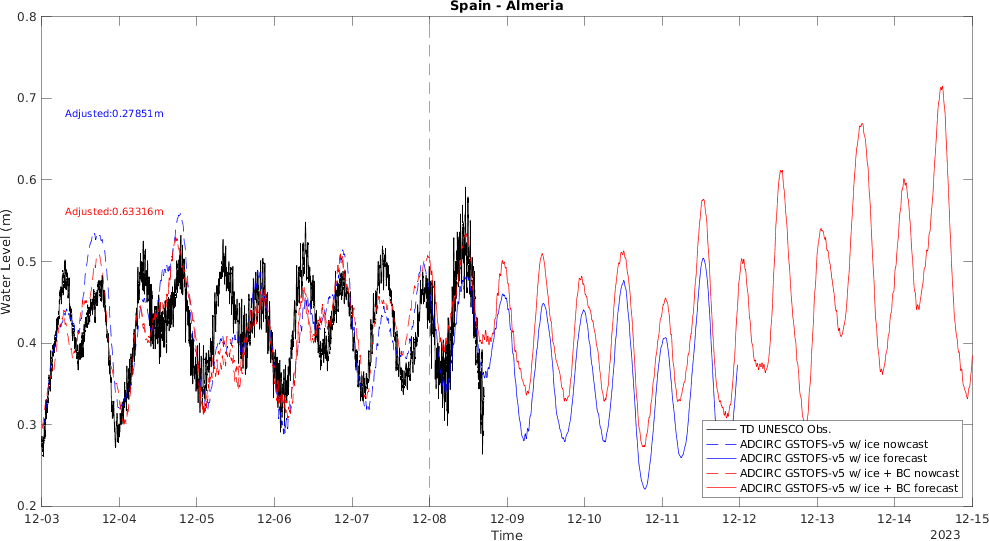 Spain - Almeria
0.8
0.7
0.6
0.5
0.4
0.3
0.2
Water Level (m)
Adjusted:0.27851m
Adjusted:0.63316m
TD UNESCO Obs.
ADCIRC GSTOFS-v5 w/ ice nowcast
ADCIRC GSTOFS-v5 w/ ice forecast
ADCIRC GSTOFS-v5 w/ ice + BC nowcast
ADCIRC GSTOFS-v5 w/ ice + BC forecast
12-03 12-04 12-05 12-06 12-07 12-08 12-09 12-10 12-11 12-12 12-13 12-14 12-15
Time
2023